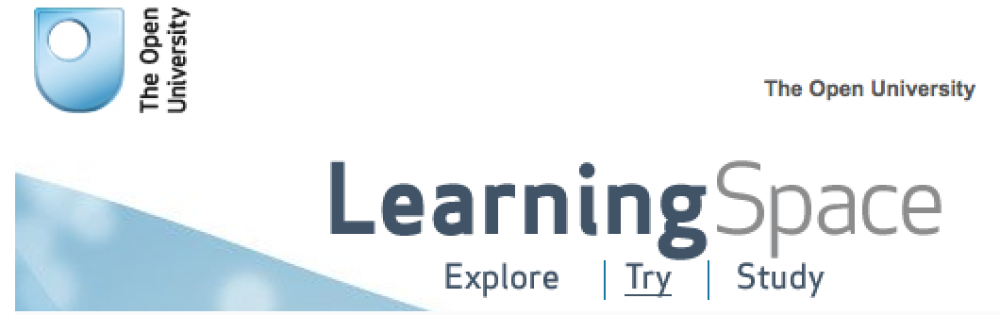 The Open
University
The Open University
LearningSpace
Explore | Try | Study